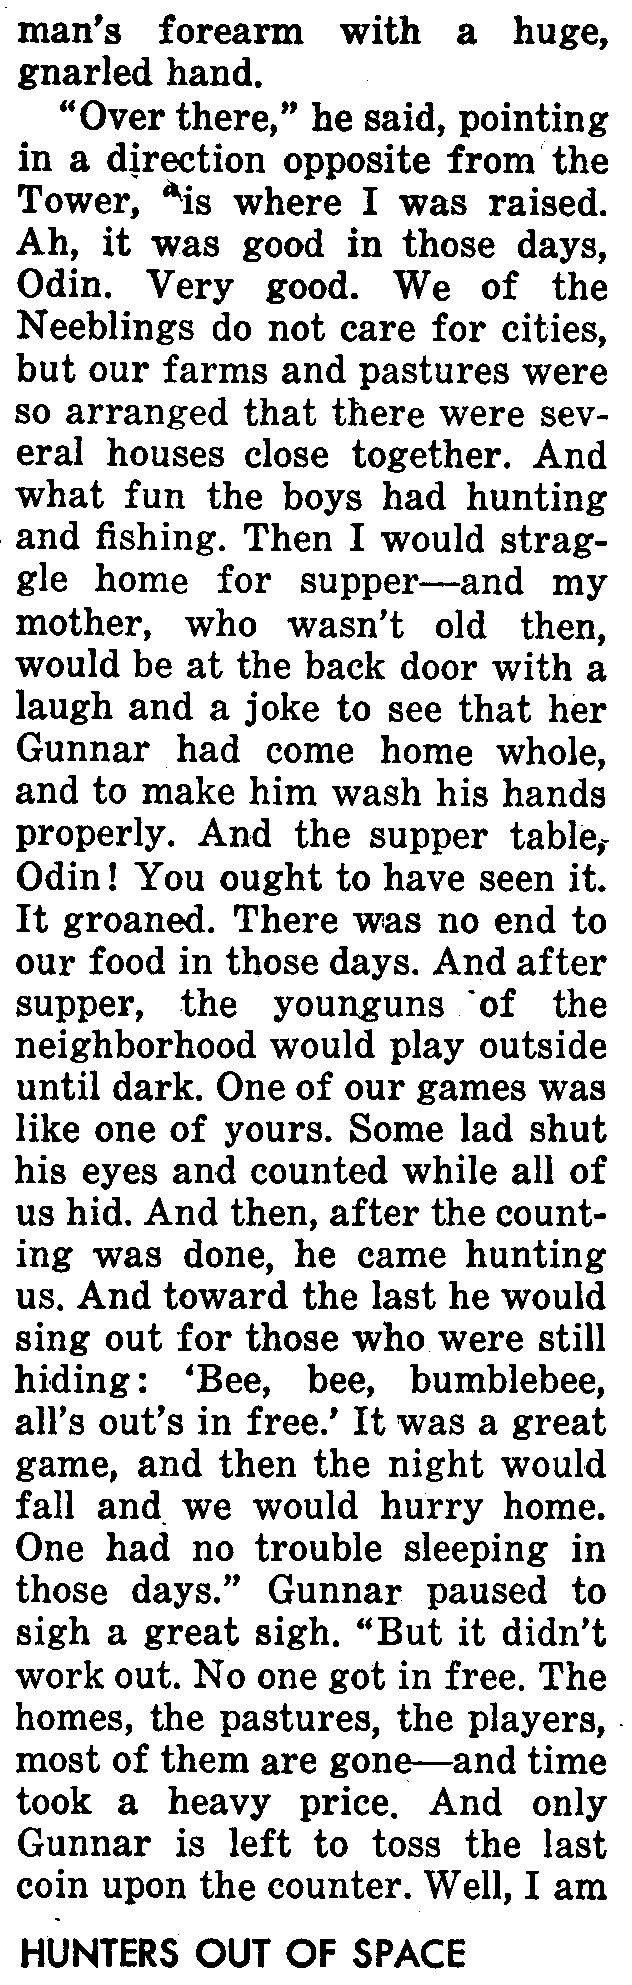 man's forearm with a huge,
gnarled hand.
“Over there,” he said, pointing
in a direction opposite from the
Tower, “is where I was raised.
Ah, it was good in those days,
Odin. Very good. We of the
Neeblings do not care for cities,
but our farms and pastures were
so arranged that there were sev-
eral houses close together. And
what fun the boys had hunting
and fishing. Then I would strag-
gle home for supper—and my
mother, who wasn't old then,
would be at the back door with a
laugh and a joke to see that her
Gunnar had come home whole,
and to make him wash his hands
properly. And the supper table,
Odin! You ought to have seen it.
It groaned. There was no end to
our food in those days. And after
supper, the younguns of the
neighborhood would play outside
until dark. One of our games was
like one of yours. Some lad shut
his eyes and counted while all of
us hid. And then, after the count-
ing was done, he came hunting
us. And toward the last he would
sing out for those who were still
hiding: ‘Bee, bee, bumblebee,
all's out's in free.’ It was a great
game, and then the night would
fall and we would hurry home.
One had no trouble sleeping in
those days.” Gunnar paused to
sigh a great sigh. “But it didn't
work out. No one got in free. The
homes, the pastures, the players,
most of them are gone—and time
took a heavy price. And only
Gunnar is left to toss the last
coin upon the counter. Well, I am
HUNTERS OUT OF SPACE